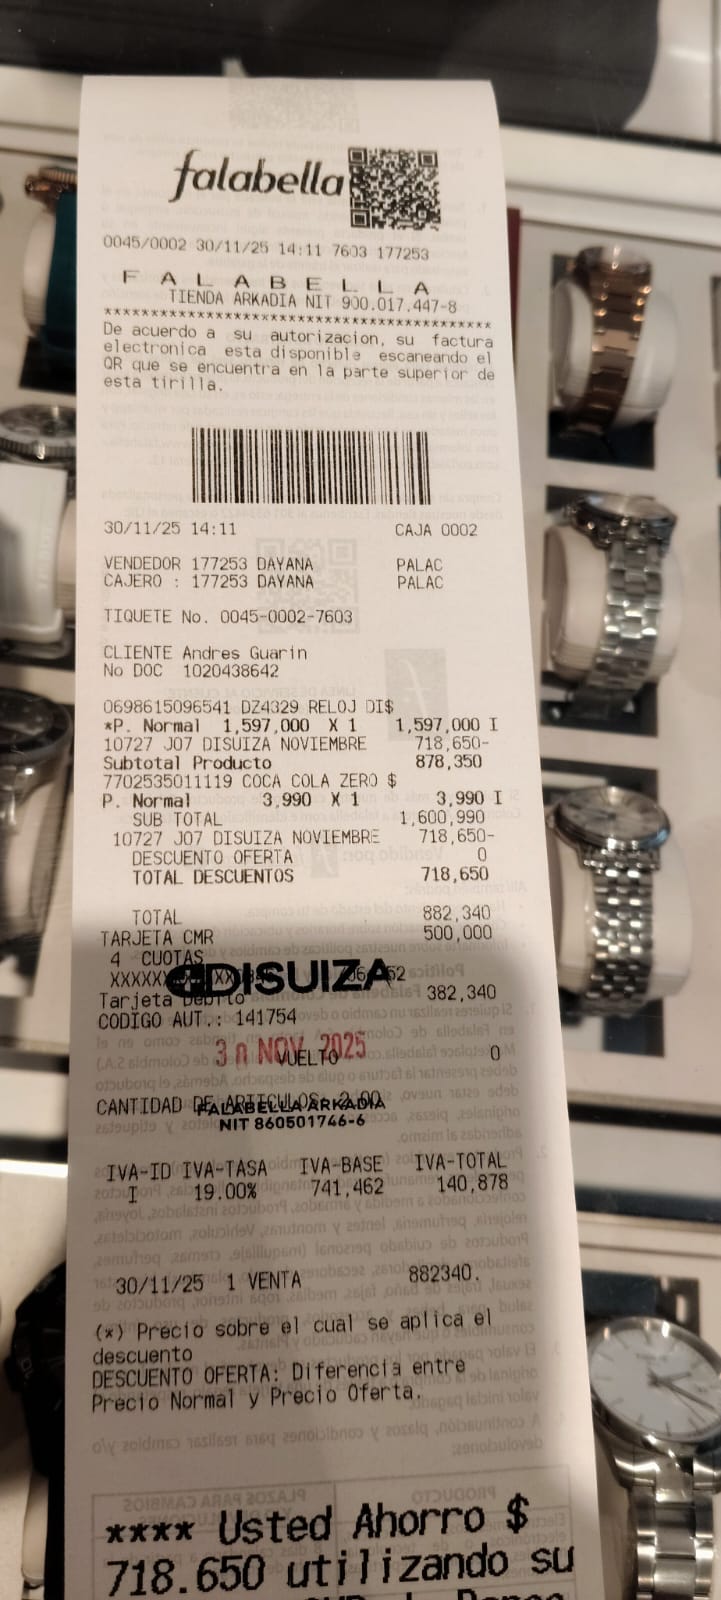 falabella
0045/0002 30/11/25 14:11 7603 177253
F A L A B E L L A
TIENDA ARKADIA NIT 900.017.447-8
****************************************************
De acuerdo a su autorizacion, su factura
electronica esta disponible escaneando el
QR que se encuentra en la parte superior de
esta tirilla.
30/11/25 14:11 CAJA 0002
VENDEDOR 177253 DAYANA PALAC
CAJERO : 177253 DAYANA PALAC
TIQUETE No. 0045-0002-7603
CLIENTE Andres Guarin
No DOC 1020438642
0698615096541 DZ4329 RELOJ DI$
*P. Normal 1,597,000 X 1 1,597,000 I
10727 J07 DISUIZA NOVIEMBRE 718,650-
Subtotal Producto 878,350
7702535011119 COCA COLA ZERO $
P. Normal 3,990 X 1 3,990 I
SUB TOTAL 1,600,990
10727 J07 DISUIZA NOVIEMBRE 718,650-
DESCUENTO OFERTA 0
TOTAL DESCUENTOS 718,650
TOTAL 882,340
TARJETA CMR 500,000
4 CUOTAS
DISUIZA
Tarjeta Debito 382,340
CODIGO AUT.: 141754
30 NOV 2025
VUELTO 0
CANTIDAD DE ARTICULOS: 2.00
FALABELLA ARKADIA
NIT 860501746-6
IVA-ID IVA-TASA IVA-BASE IVA-TOTAL
I 19.00% 741,462 140,878
30/11/25 1 VENTA 882340.
(*) Precio sobre el cual se aplica el
descuento
DESCUENTO OFERTA: Diferencia entre
Precio Normal y Precio Oferta.
**** Usted Ahorro $
718.650 utilizando su